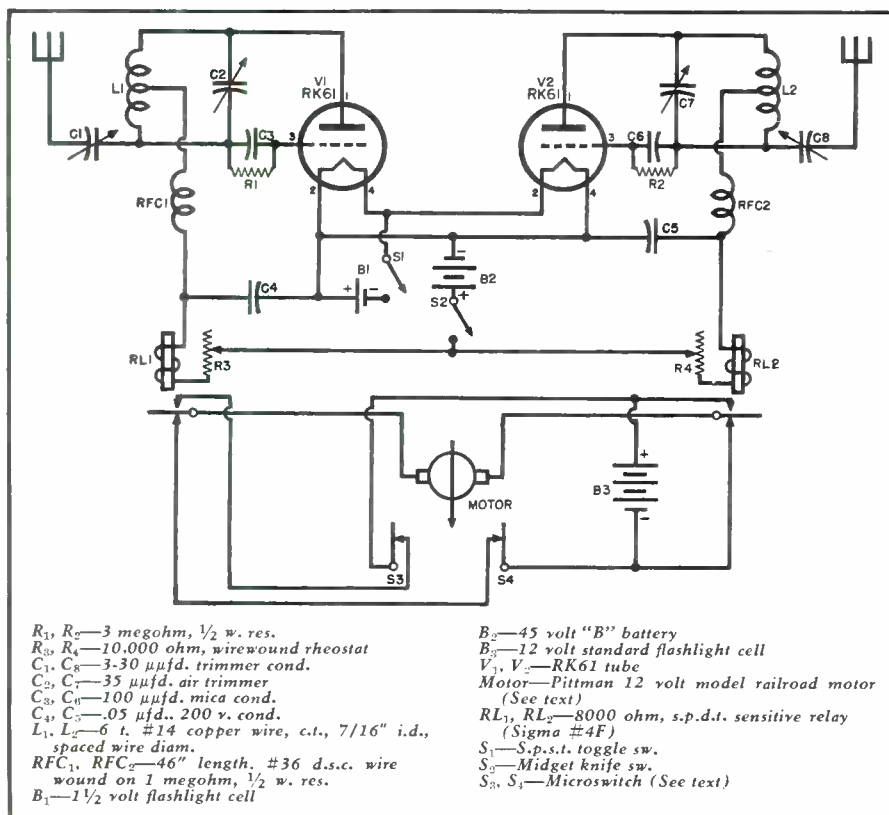 C1
L1
C2
C3
R1
V1
RK61
1
3
2
4
RFC1
C4
B1
+ -
S1
RL1
R3
V2
RK61
1
3
2
4
C6
R2
C7
L2
C8
RFC2
C5
-
B2
+
S2
R4
RL2
MOTOR
S3
S4
+
B3
-
R₁, R₂—3 megohm, ½ w. res.
R₃, R₄—10.000 ohm, wirewound rheostat
C₁, C₈—3-30 μμfd. trimmer cond.
C₂, C₇—35 μμfd. air trimmer
C₃, C₆—100 μμfd. mica cond.
C₄, C₅—.05 μfd.. 200 v. cond.
L₁, L₂—6 t. #14 copper wire, c.t., 7/16" i.d.,
spaced wire diam.
RFC₁, RFC₂—46" length. #36 d.s.c. wire
wound on 1 megohm, ½ w. res.
B₁—1½ volt flashlight cell
B₂—45 volt "B" battery
B₃—12 volt standard flashlight cell
V₁, V₂—RK61 tube
Motor—Pittman 12 volt model railroad motor
(See text)
RL₁, RL₂—8000 ohm, s.p.d.t. sensitive relay
(Sigma #4F)
S₁—S.p.s.t. toggle sw.
S₂—Midget knife sw.
S₃, S₄—Microswitch (See text)